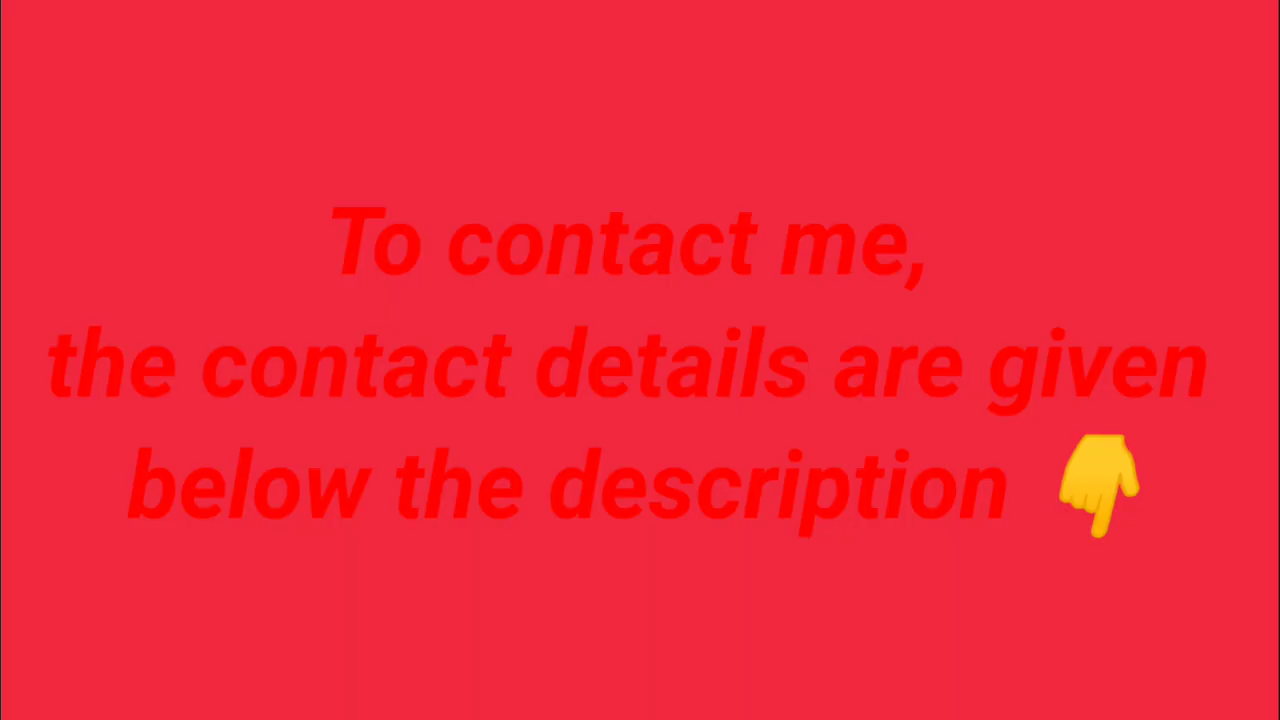 To contact me,
the contact details are given
below the description 👇